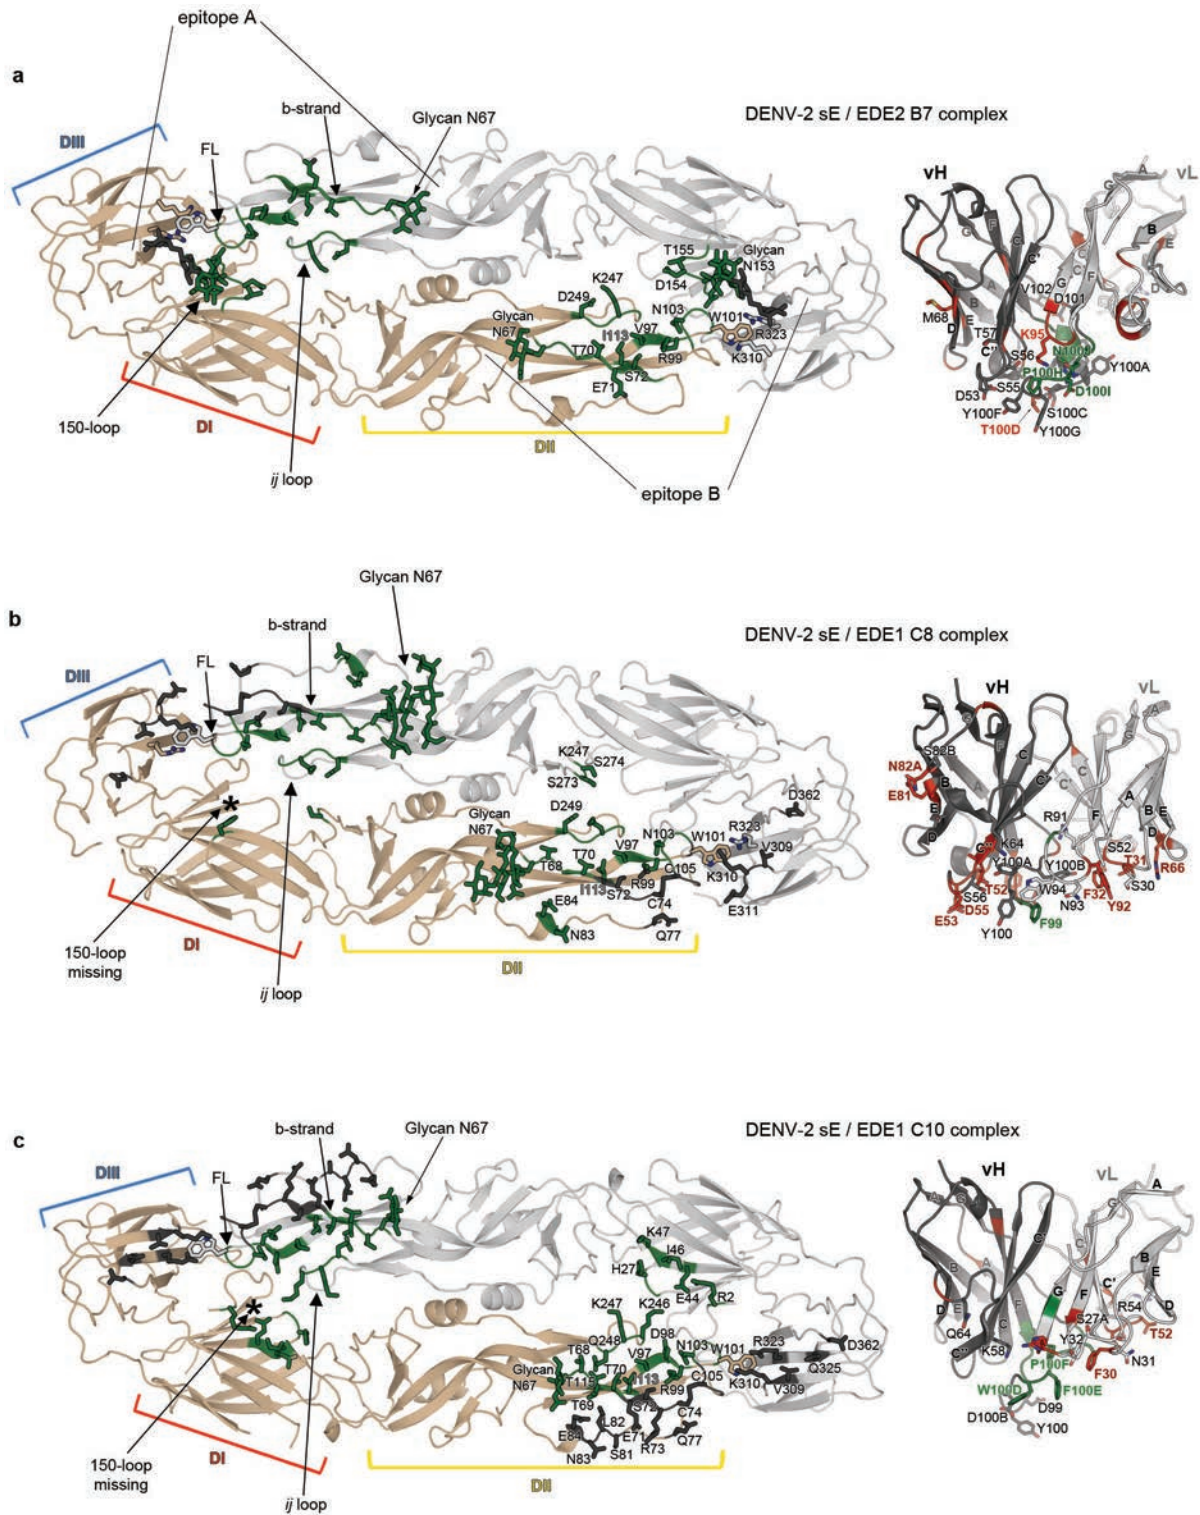 epitope A
a
b-strand
Glycan N67
DENV-2 sE / EDE2 B7 complex
DIII
FL
vH
vL
T155
Glycan
N153
D154
K247
D249
N103
W101
Glycan
N67
V97
I113
R323
T70
R99
K310
S72
E71
150-loop
DI
ij loop
DII
epitope B
G
F
C
C'
A
B
E
D
C''
V102
D101
M68
T57
K95
S56
N100J
Y100A
P100H
D53
S55
D100I
Y100F
S100C
T100D
Y100G
b
Glycan N67
b-strand
DENV-2 sE / EDE1 C8 complex
DIII
FL
vH
vL
K247
S274
S273
D362
D249
Glycan
N67
N103
W101
R323
V309
T68
T70
V97
C105
K310
I113
R99
S72
E84
C74
E311
N83
Q77
150-loop
missing
DI
ij loop
DII
S82B
N82A
E81
R91
K64
S52
Y100A
Y100B
T31
R66
T52
W94
F32
S30
S56
D55
N93
Y92
E53
Y100
F99
c
b-strand
Glycan N67
DENV-2 sE / EDE1 C10 complex
DIII
FL
vH
vL
K47
I46
H27
E44
R2
K247
K246
Q248
D98
N103
W101
R323
D362
T68
V97
Glycan
N67
T70
T115
I113
C105
K310
Q325
R99
V309
T69
S72
L82
C74
E84
E71
R73
Q77
N83
S81
150-loop
missing
DI
ij loop
DII
Q64
K58
S27A
R54
Y32
T52
P100F
N31
F30
W100D
F100E
D99
D100B
Y100